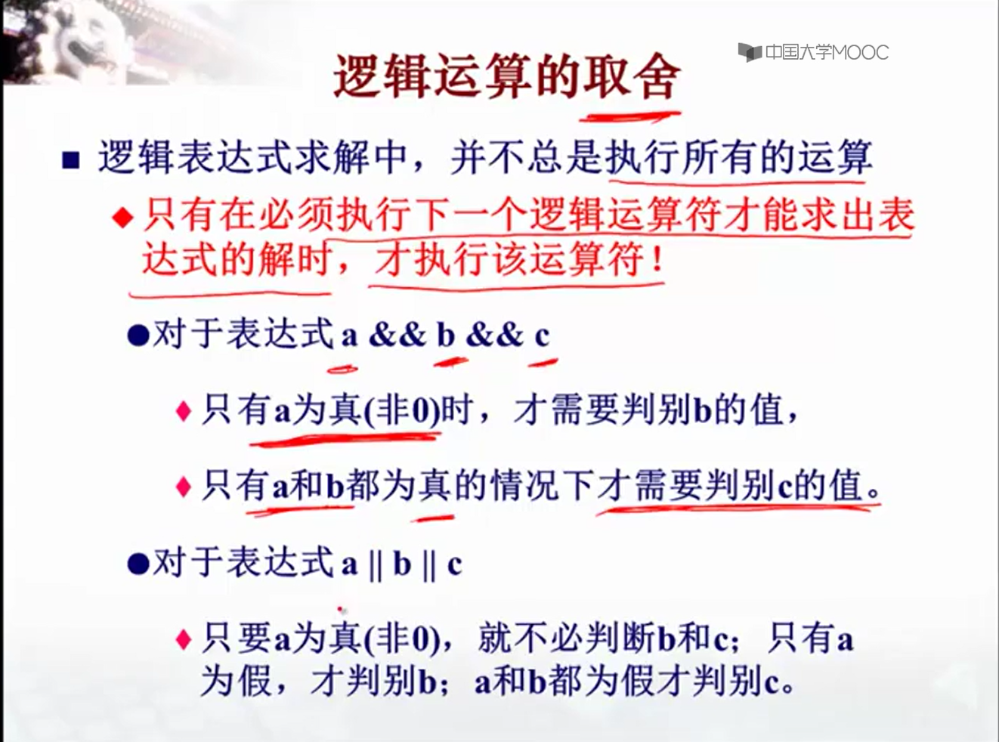 中国大学MOOC
逻辑运算的取舍
逻辑表达式求解中，并不总是执行所有的运算
只有在必须执行下一个逻辑运算符才能求出表
达式的解时，才执行该运算符！
对于表达式 a && b && c
只有a为真(非0)时，才需要判别b的值，
只有a和b都为真的情况下才需要判别c的值。
对于表达式 a || b || c
只要a为真(非0)，就不必判断b和c；只有a
为假，才判别b；a和b都为假才判别c。